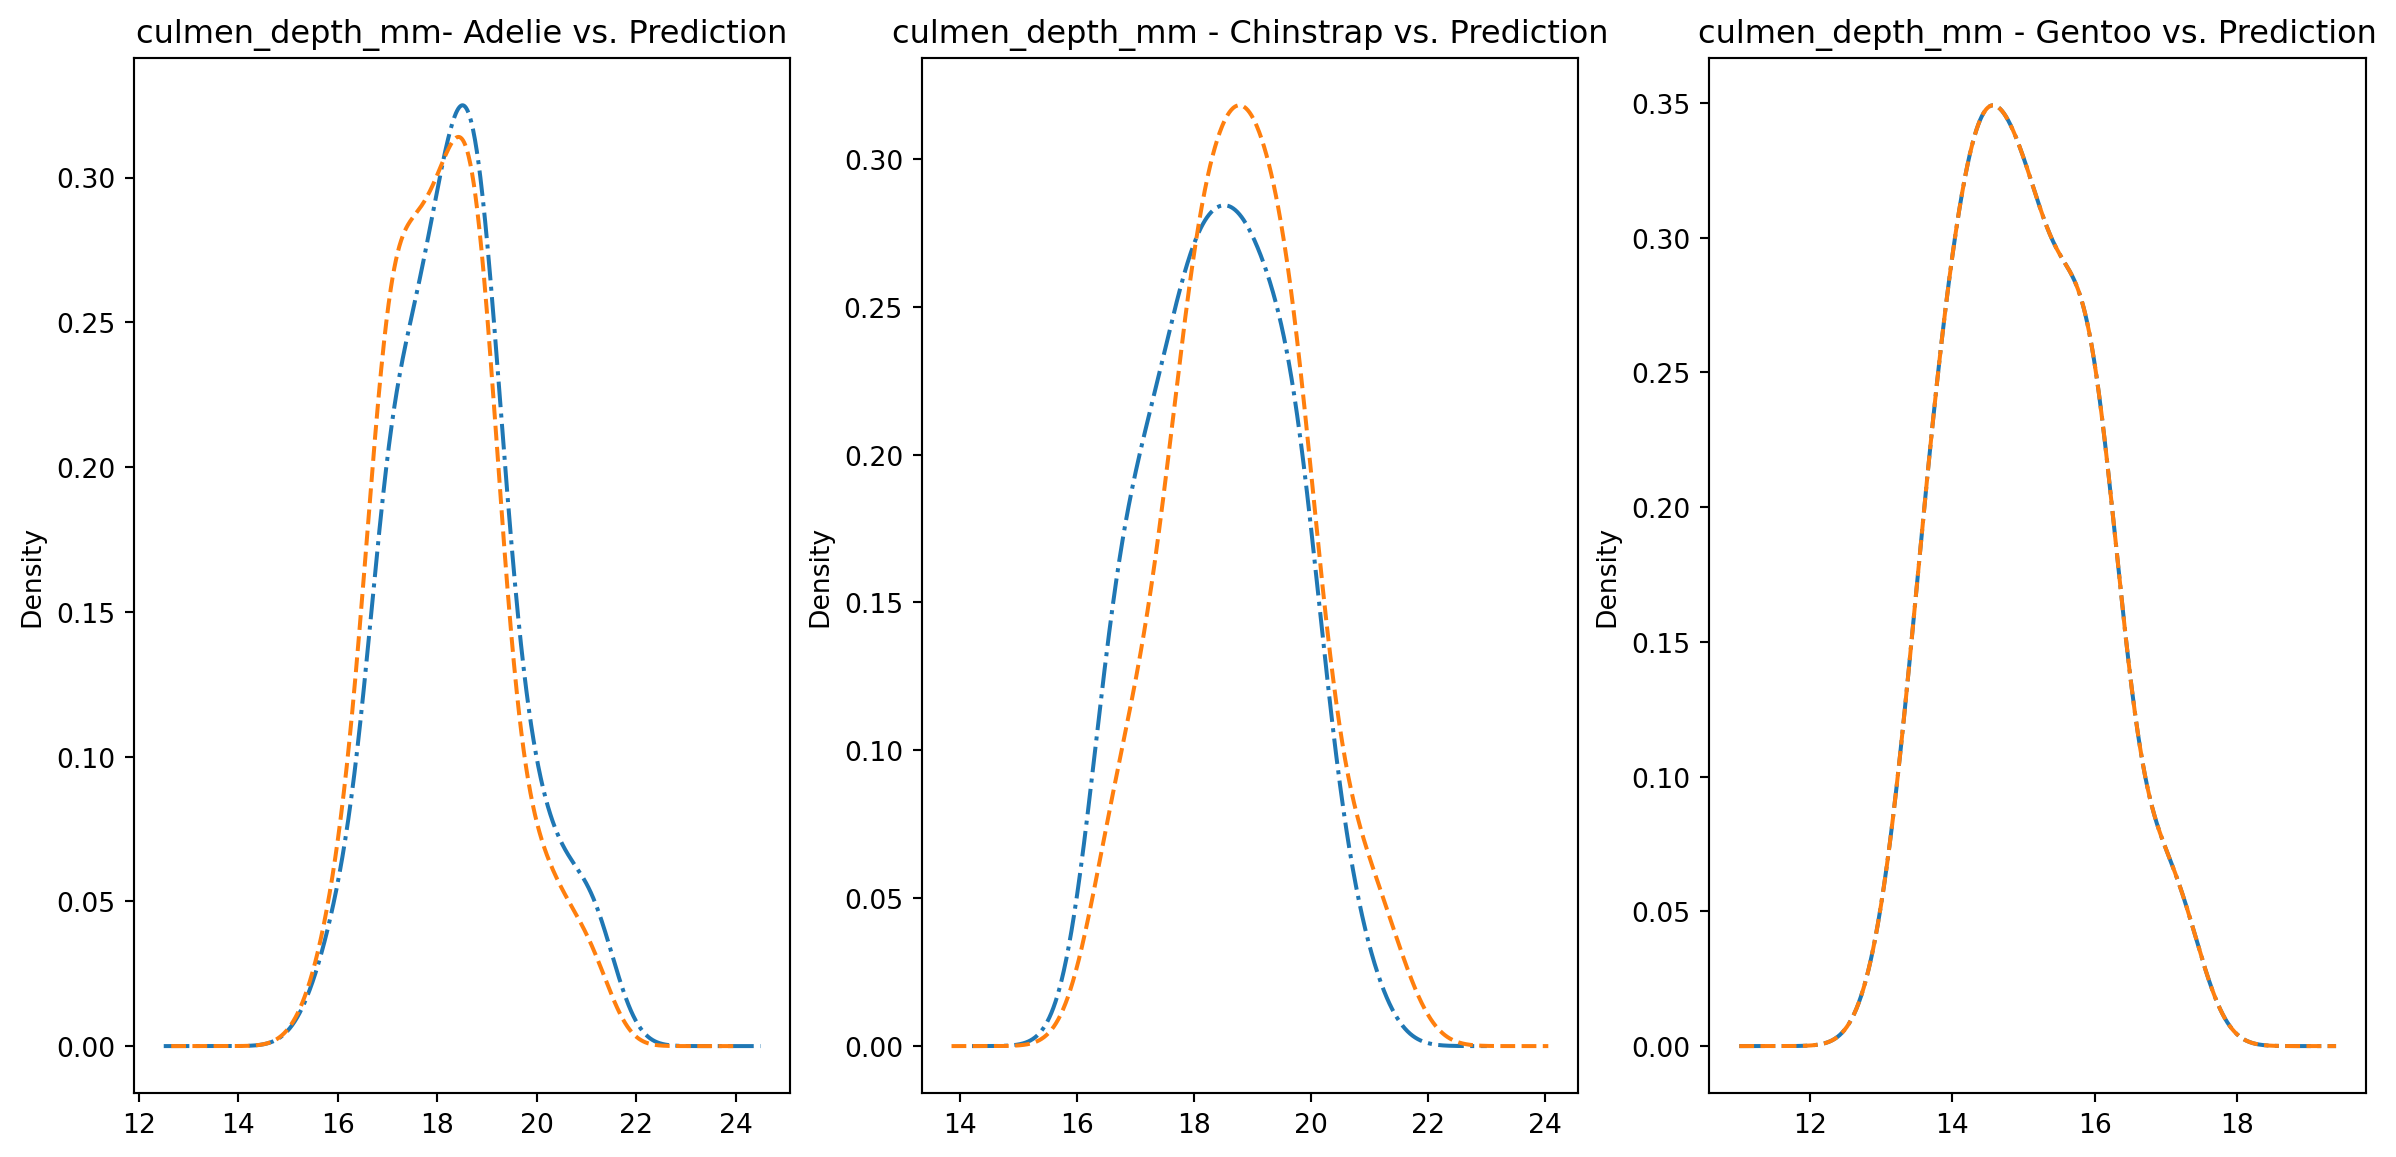 culmen_depth_mm- Adelie vs. Prediction
Density
0.30
0.25
0.20
0.15
0.10
0.05
0.00
12 14 16 18 20 22 24
culmen_depth_mm - Chinstrap vs. Prediction
Density
0.30
0.25
0.20
0.15
0.10
0.05
0.00
14 16 18 20 22 24
culmen_depth_mm - Gentoo vs. Prediction
Density
0.35
0.30
0.25
0.20
0.15
0.10
0.05
0.00
12 14 16 18